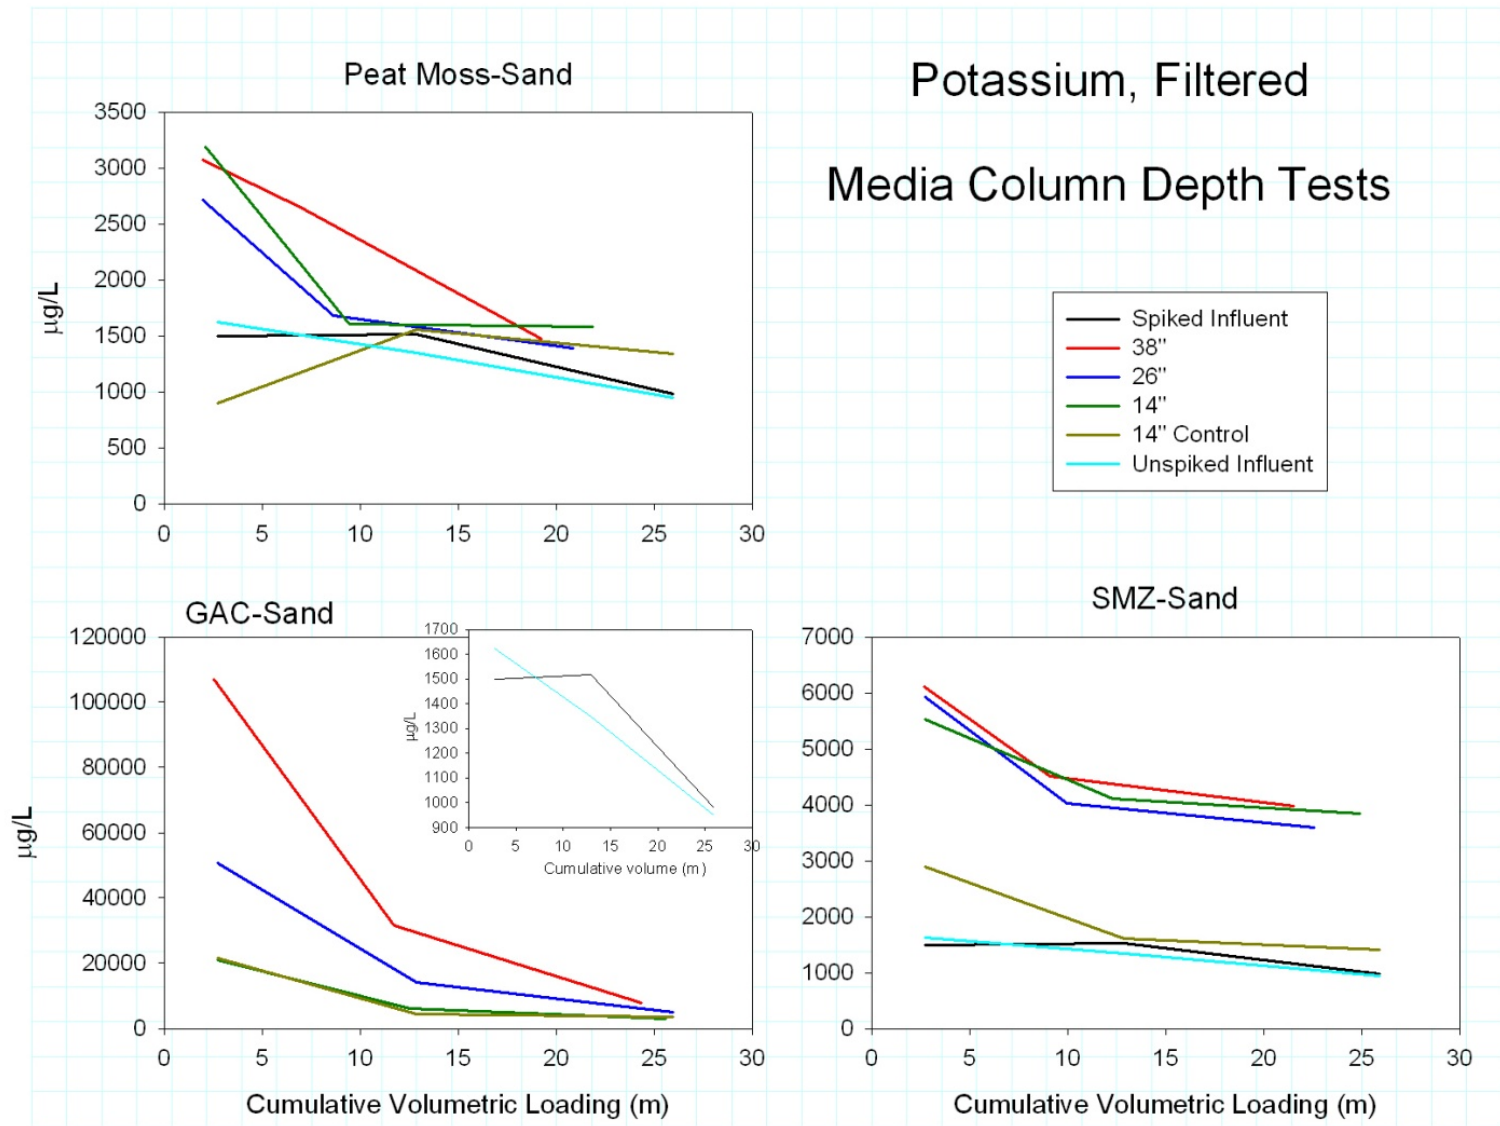 Potassium, Filtered
Media Column Depth Tests
Peat Moss-Sand
3500
3000
2500
2000
1500
1000
500
0
µg/L
0 5 10 15 20 25 30
Spiked Influent
38”
26”
14”
14” Control
Unspiked Influent
GAC-Sand
120000
100000
80000
60000
40000
20000
0
µg/L
0 5 10 15 20 25 30
Cumulative Volumetric Loading (m)
1700
1600
1500
1400
1300
1200
1100
1000
900
µg/L
0 5 10 15 20 25 30
Cumulative volume (m)
SMZ-Sand
7000
6000
5000
4000
3000
2000
1000
0
0 5 10 15 20 25 30
Cumulative Volumetric Loading (m)